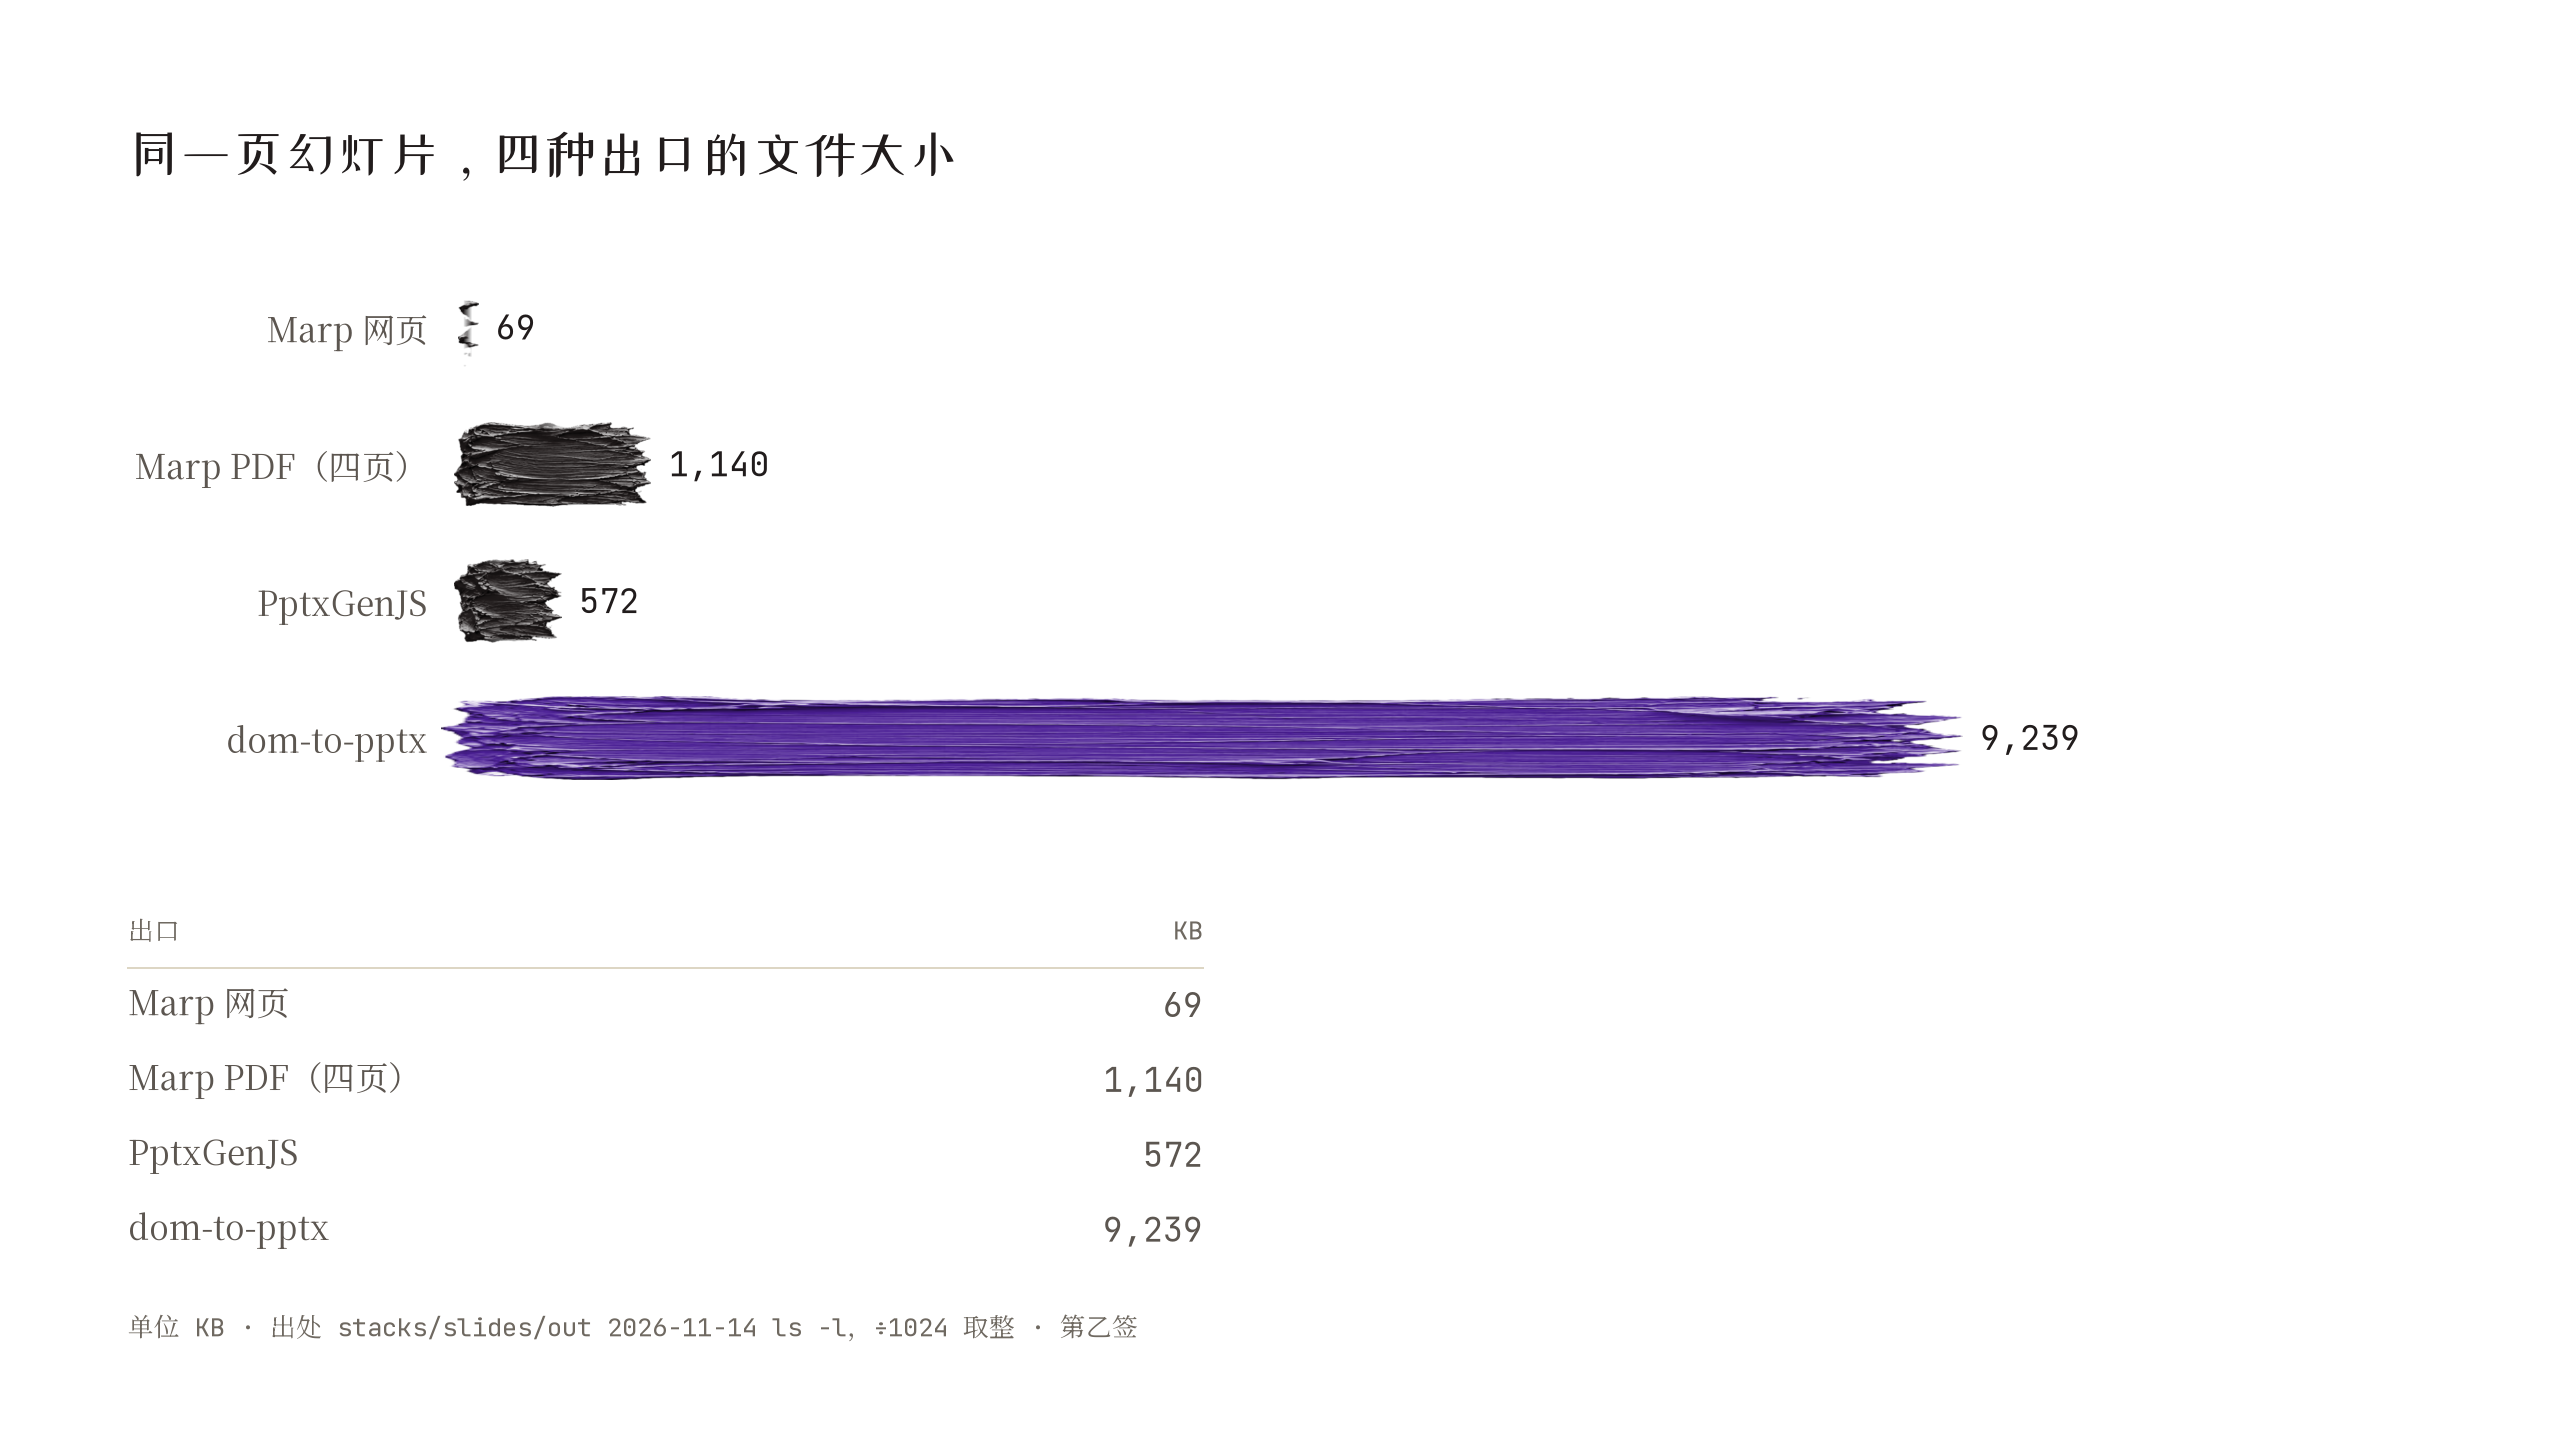 同一页幻灯片，四种出口的文件大小
Marp 网页 69
Marp PDF（四页） 1,140
PptxGenJS 572
dom-to-pptx 9,239
出口 KB
Marp 网页 69
Marp PDF（四页） 1,140
PptxGenJS 572
dom-to-pptx 9,239
单位 KB · 出处 stacks/slides/out 2026-11-14 ls -l，÷1024 取整 · 第乙签